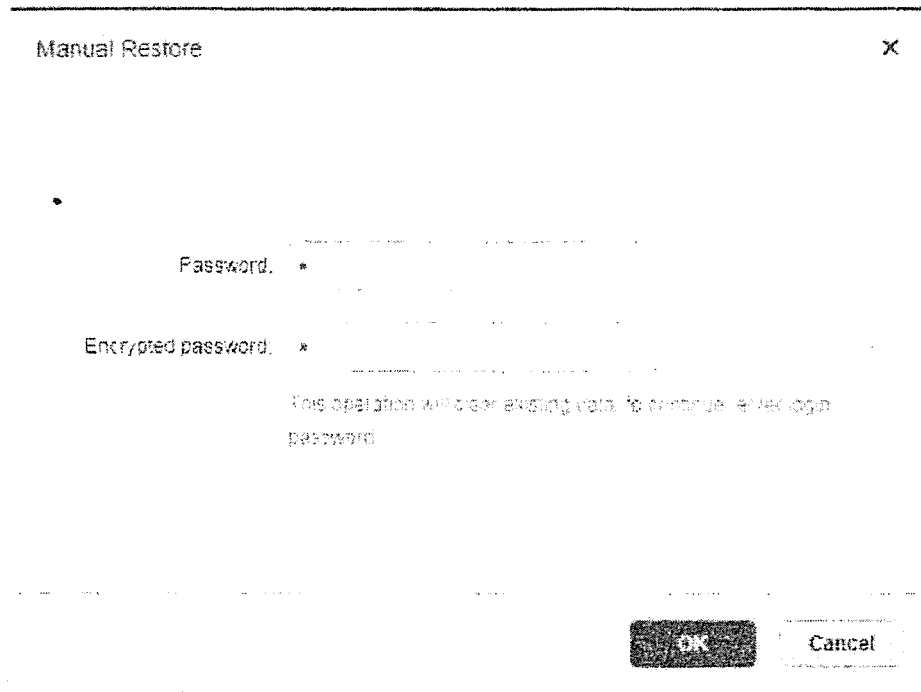 Manual Restore
Password:
*
Encrypted password:
*
This operation will clear existing data, to continue, enter login
password
OK
Cancel